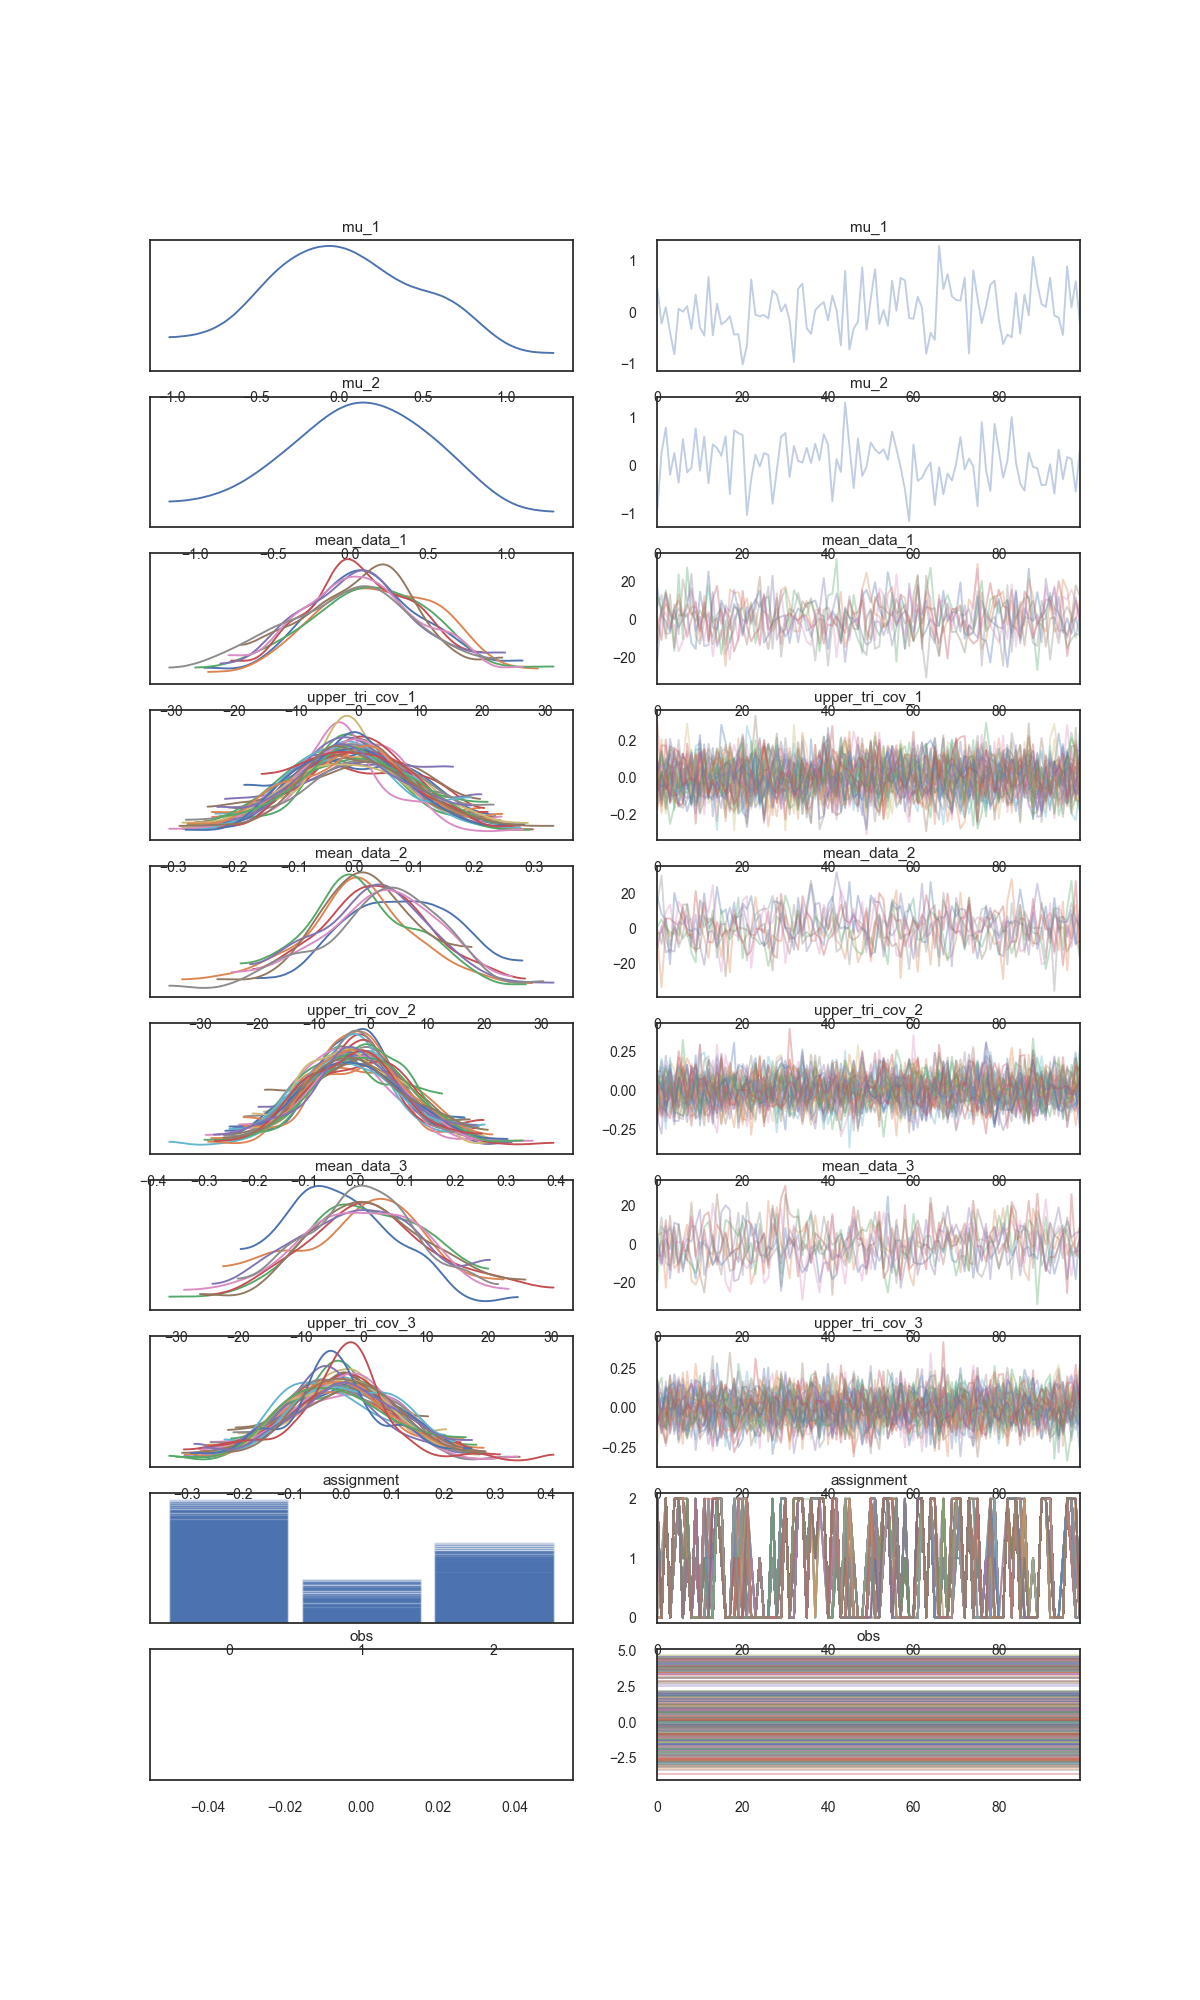 mu_1 mu_1
1
0
−1
mu_2 mu_2
−1.0 −0.5 0.0 0.5 1.0 0 20 40 60 80
1
0
−1
mean_data_1 mean_data_1
−1.0 −0.5 0.0 0.5 1.0 0 20 40 60 80
20
0
−20
upper_tri_cov_1 upper_tri_cov_1
−30 −20 −10 0 10 20 30 0 20 40 60 80
0.2
0.0
−0.2
mean_data_2 mean_data_2
−0.3 −0.2 −0.1 0.0 0.1 0.2 0.3 0 20 40 60 80
20
0
−20
upper_tri_cov_2 upper_tri_cov_2
−30 −20 −10 0 10 20 30 0 20 40 60 80
0.25
0.00
−0.25
mean_data_3 mean_data_3
−0.4 −0.3 −0.2 −0.1 0.0 0.1 0.2 0.3 0.4 0 20 40 60 80
20
0
−20
upper_tri_cov_3 upper_tri_cov_3
−30 −20 −10 0 10 20 30 0 20 40 60 80
0.25
0.00
−0.25
assignment assignment
−0.3 −0.2 −0.1 0.0 0.1 0.2 0.3 0.4 0 20 40 60 80
2
1
0
obs obs
0 1 2 0 20 40 60 80
5.0
2.5
0.0
−2.5
−0.04 −0.02 0.00 0.02 0.04 0 20 40 60 80